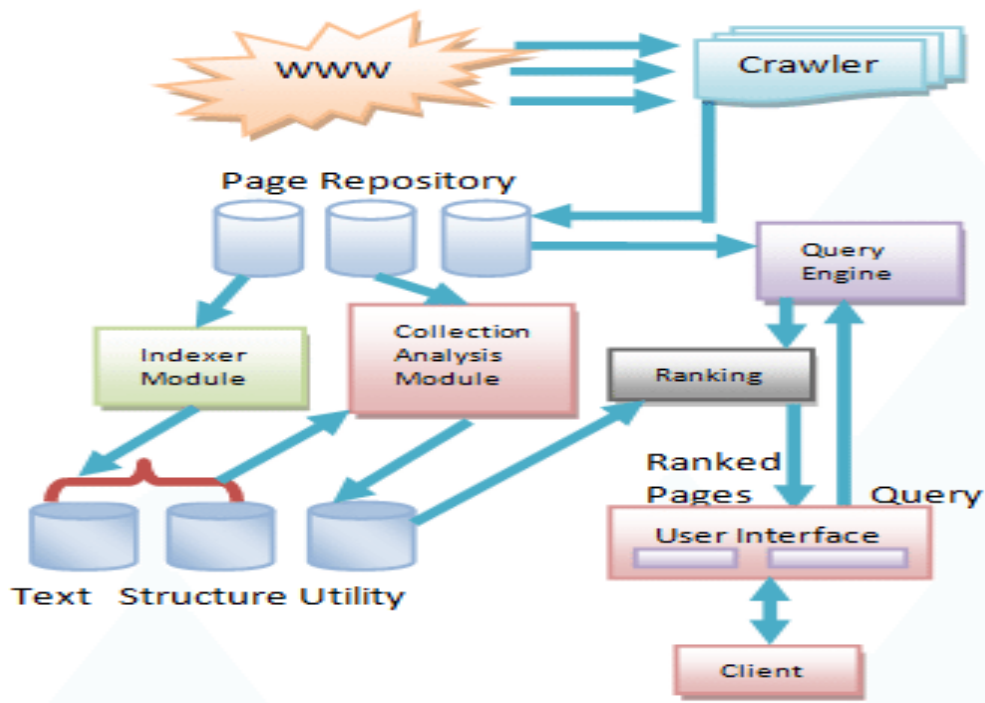 WWW
Crawler
Page Repository
Query
Engine
Collection
Analysis
Module
Indexer
Module
Ranking
Ranked
Pages
Query
User Interface
Text
Structure
Utility
Client